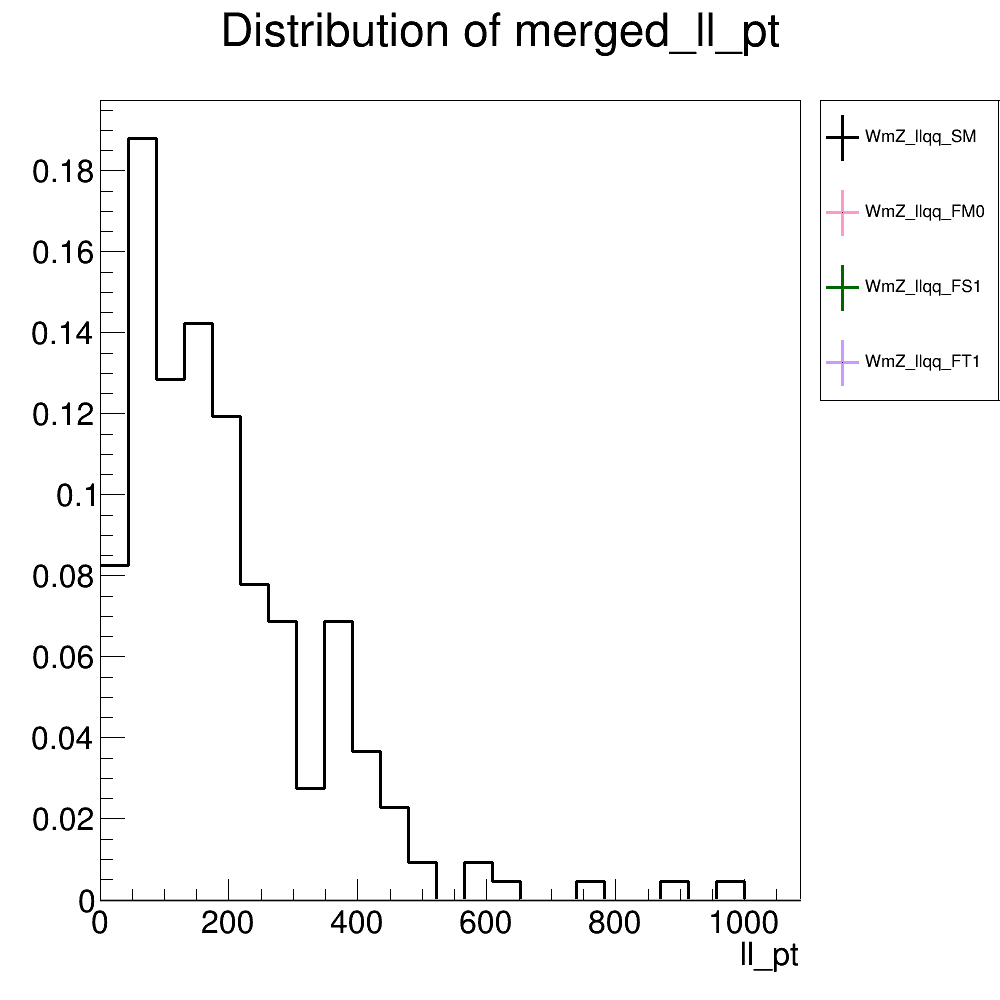 Distribution of merged_ll_pt
0.18
0.16
0.14
0.12
0.1
0.08
0.06
0.04
0.02
0
0 200 400 600 800 1000
ll_pt
WmZ_llqq_SM
WmZ_llqq_FM0
WmZ_llqq_FS1
WmZ_llqq_FT1